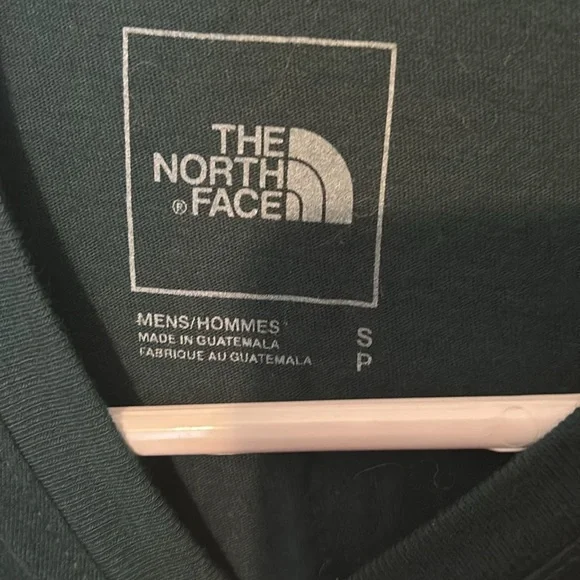 THE
NORTH
® FACE
MENS/HOMMES
MADE IN GUATEMALA
FABRIQUE AU GUATEMALA
S
P